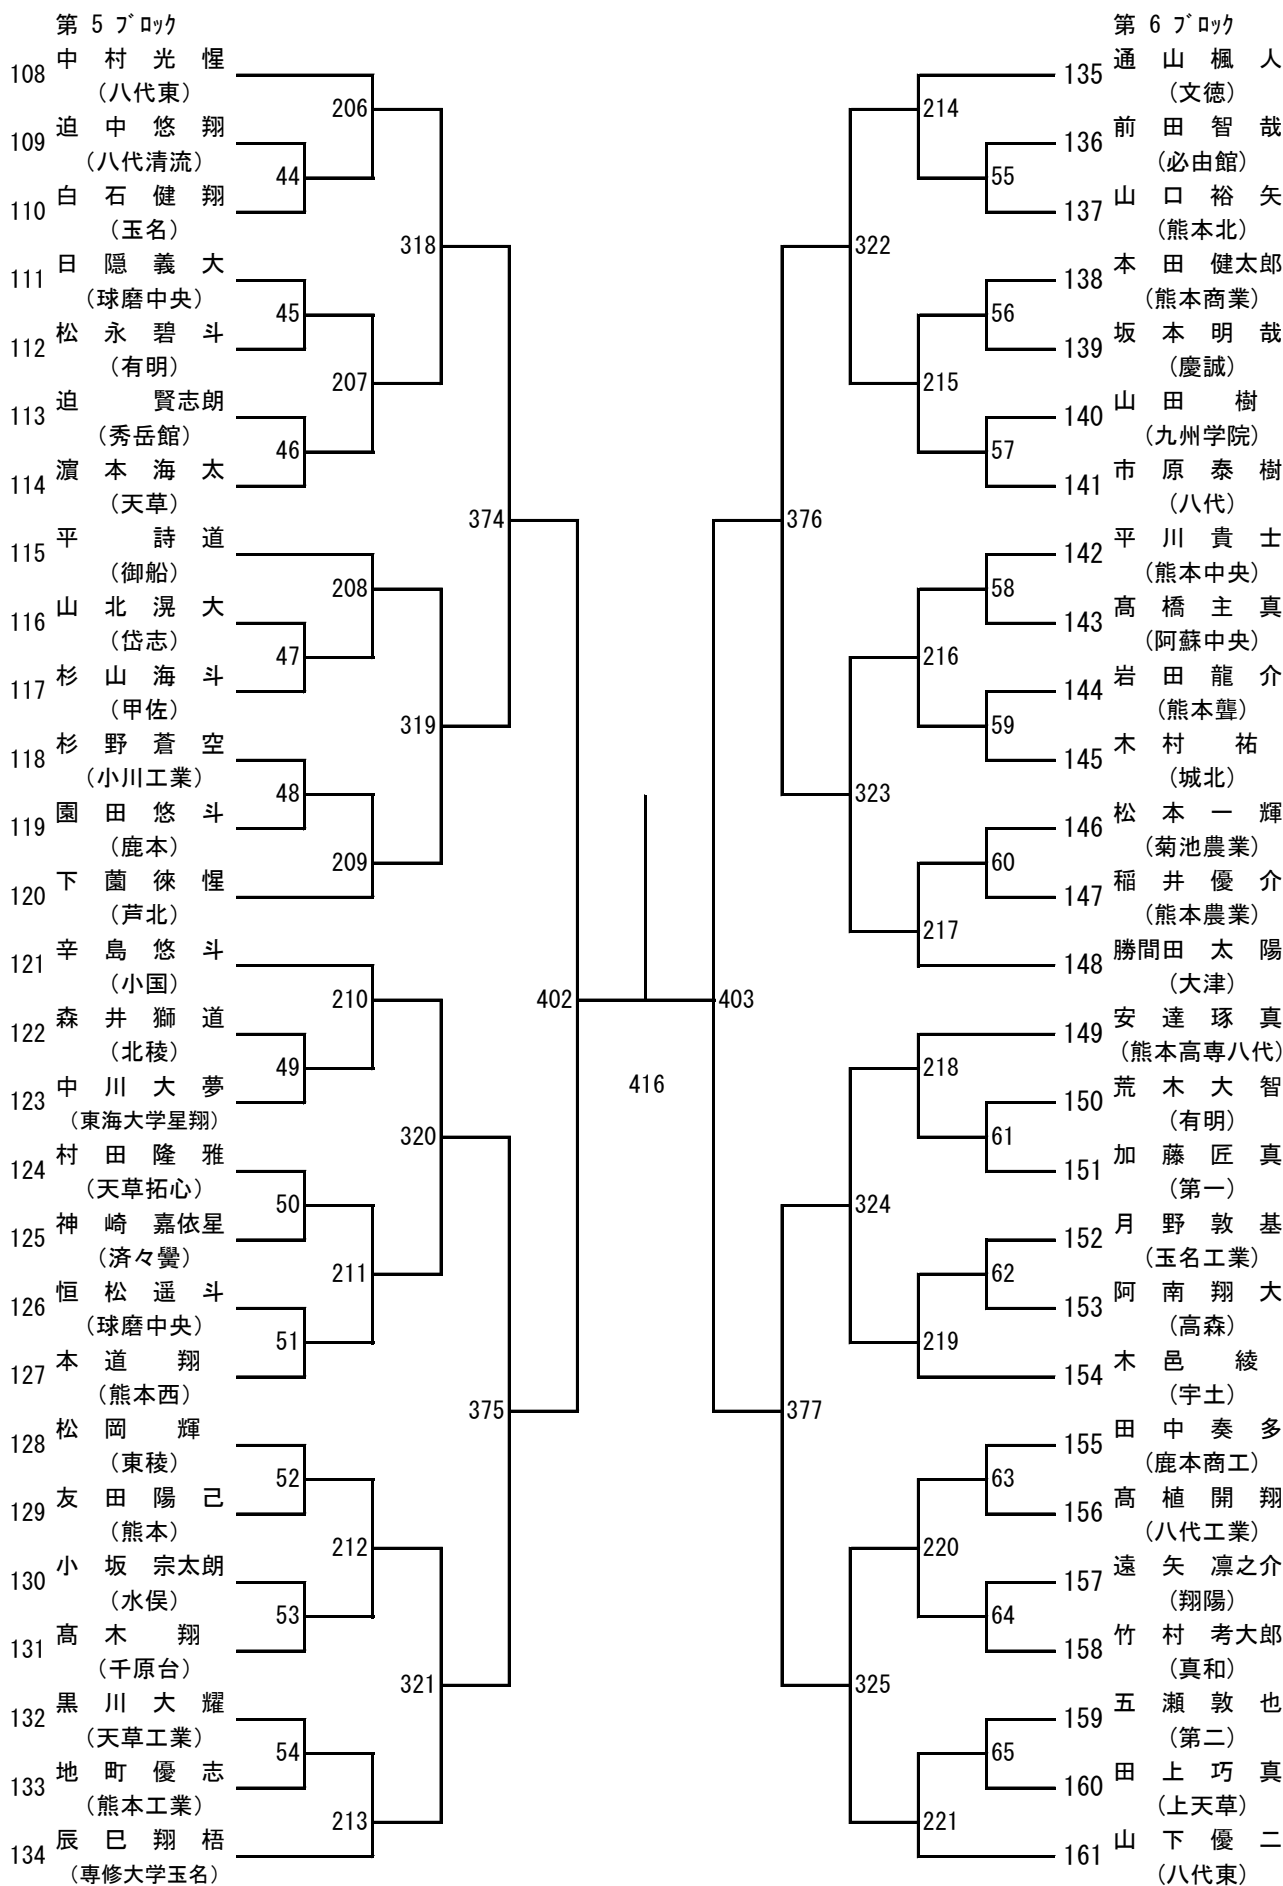 第 5 ブロック
108 中 村 光 惺
(八代東)
206
109 迫 中 悠 翔
(八代清流)
44
110 白 石 健 翔
(玉名)
318
111 日 隠 義 大
(球磨中央)
45
112 松 永 碧 斗
(有明)
207
113 迫 賢志朗
(秀岳館)
46
114 濵 本 海 太
(天草)
374
115 平 詩 道
(御船)
208
116 山 北 滉 大
(岱志)
47
117 杉 山 海 斗
(甲佐)
319
118 杉 野 蒼 空
(小川工業)
48
119 園 田 悠 斗
(鹿本)
209
120 下 薗 徠 惺
(芦北)
121 辛 島 悠 斗
(小国)
210
402
122 森 井 獅 道
(北稜)
49
123 中 川 大 夢
(東海大学星翔)
320
124 村 田 隆 雅
(天草拓心)
50
125 神 崎 嘉依星
(済々黌)
211
126 恒 松 遥 斗
(球磨中央)
51
127 本 道 翔
(熊本西)
375
128 松 岡 輝
(東稜)
52
129 友 田 陽 己
(熊本)
212
130 小 坂 宗太朗
(水俣)
53
131 髙 木 翔
(千原台)
321
132 黒 川 大 耀
(天草工業)
54
133 地 町 優 志
(熊本工業)
213
134 辰 巳 翔 梧
(専修大学玉名)
416
第 6 ブロック
135 通 山 楓 人
(文徳)
214
136 前 田 智 哉
(必由館)
55
137 山 口 裕 矢
(熊本北)
322
138 本 田 健太郎
(熊本商業)
56
139 坂 本 明 哉
(慶誠)
215
140 山 田 樹
(九州学院)
57
141 市 原 泰 樹
(八代)
376
142 平 川 貴 士
(熊本中央)
58
143 髙 橋 主 真
(阿蘇中央)
216
144 岩 田 龍 介
(熊本聾)
59
145 木 村 祐
(城北)
323
146 松 本 一 輝
(菊池農業)
60
147 稲 井 優 介
(熊本農業)
217
148 勝間田 太 陽
(大津)
403
149 安 達 琢 真
(熊本高専八代)
218
150 荒 木 大 智
(有明)
61
151 加 藤 匠 真
(第一)
324
152 月 野 敦 基
(玉名工業)
62
153 阿 南 翔 大
(高森)
219
154 木 邑 綾
(宇土)
377
155 田 中 奏 多
(鹿本商工)
63
156 髙 植 開 翔
(八代工業)
220
157 遠 矢 凛之介
(翔陽)
64
158 竹 村 考大郎
(真和)
325
159 五 瀬 敦 也
(第二)
65
160 田 上 巧 真
(上天草)
221
161 山 下 優 二
(八代東)